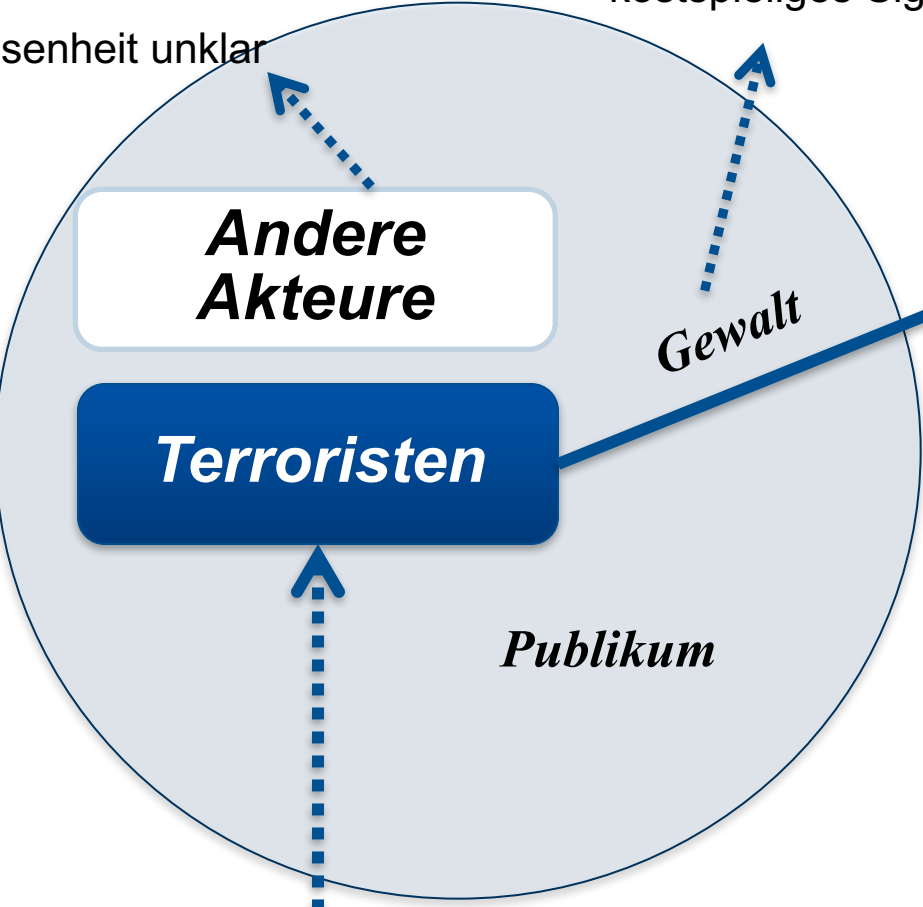 senheit unklar
Andere
Akteure
Gewalt
Terroristen
Publikum